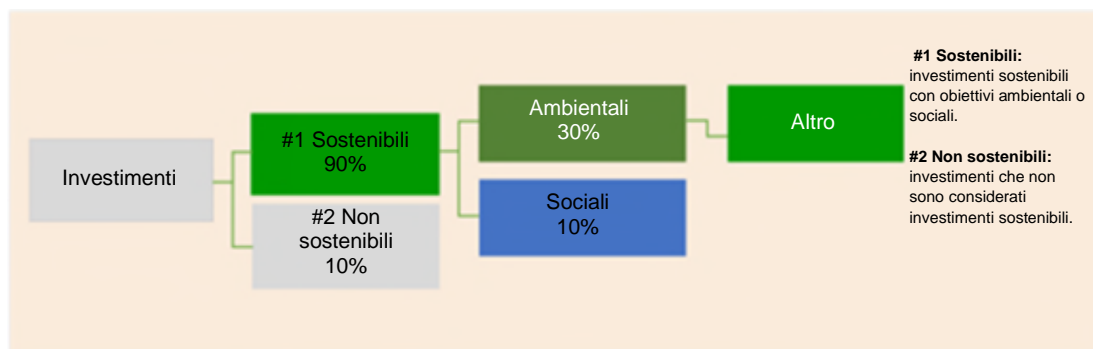 Investimenti
#1 Sostenibili
90%
#2 Non
sostenibili
10%
Ambientali
30%
Sociali
10%
Altro
#1 Sostenibili:
investimenti sostenibili
con obiettivi ambientali o
sociali.
#2 Non sostenibili:
investimenti che non
sono considerati
investimenti sostenibili.